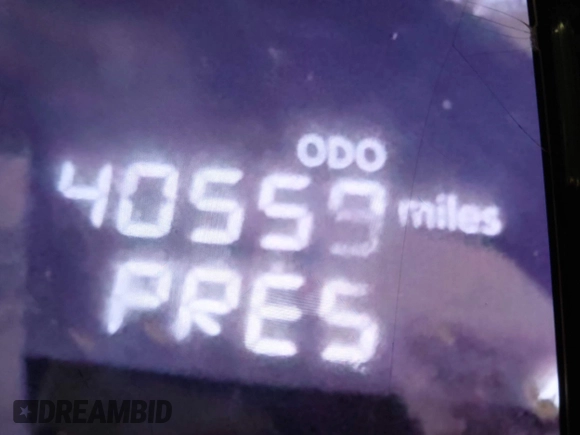 ODO
40559 miles
PRES
DREAMBID